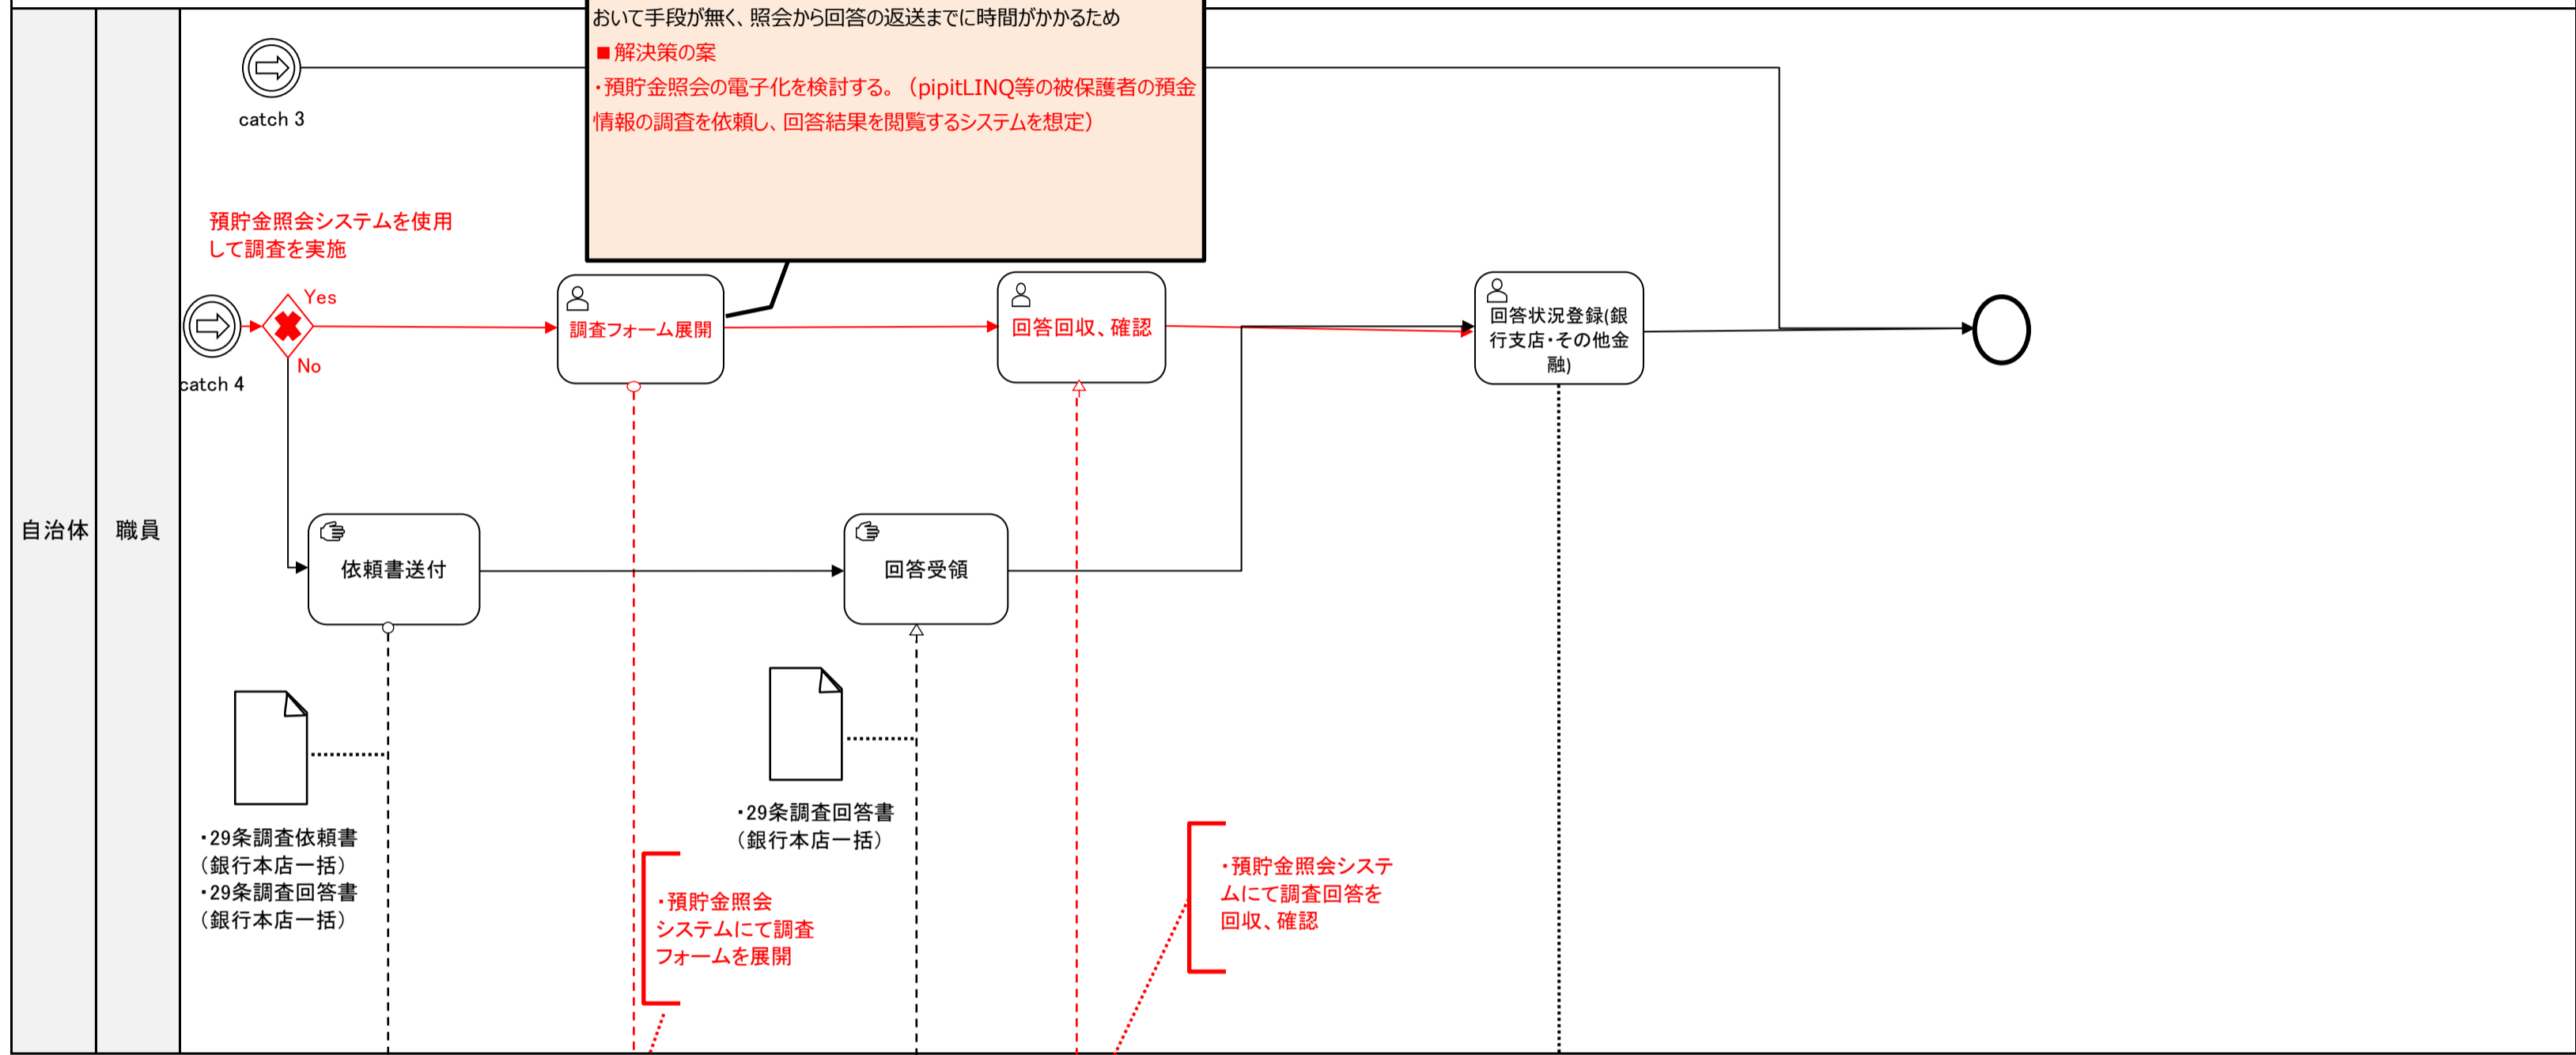 おいて手段が無く、照会から回答の返送までに時間がかかるため
■解決策の案
・預貯金照会の電子化を検討する。（pipitLINQ等の被保護者の預金
情報の調査を依頼し、回答結果を閲覧するシステムを想定）
catch 3
預貯金照会システムを使用
して調査を実施
Yes
No
catch 4
調査フォーム展開
回答回収、確認
回答状況登録(銀
行支店・その他金
融)
自治体
職員
依頼書送付
回答受領
・29条調査依頼書
（銀行本店一括）
・29条調査回答書
（銀行本店一括）
・29条調査回答書
（銀行本店一括）
・預貯金照会
システムにて調査
フォームを展開
・預貯金照会システ
ムにて調査回答を
回収、確認